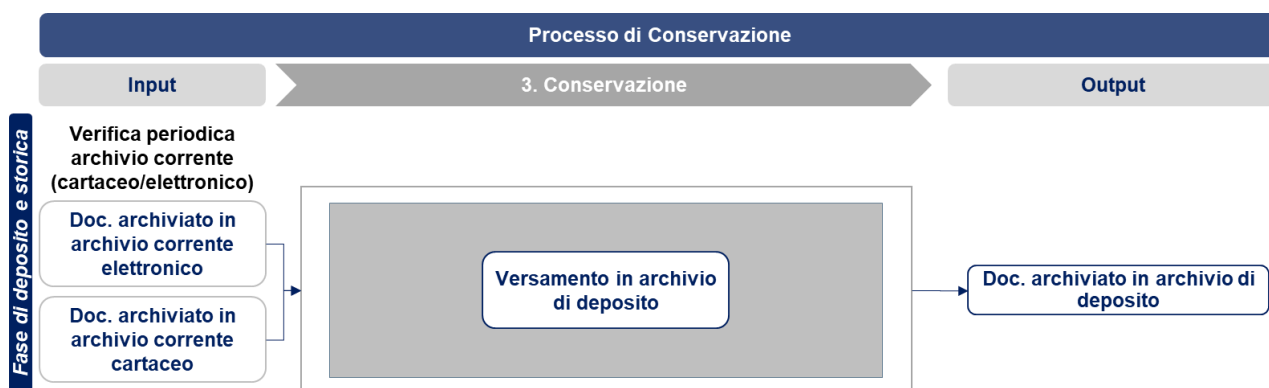 Processo di Conservazione
Input
3. Conservazione
Output
Fase di deposito e storica
Verifica periodica
archivio corrente
(cartaceo/elettronico)
Doc. archiviato in
archivio corrente
elettronico
Doc. archiviato in
archivio corrente
cartaceo
Versamento in archivio
di deposito
Doc. archiviato in archivio di
deposito